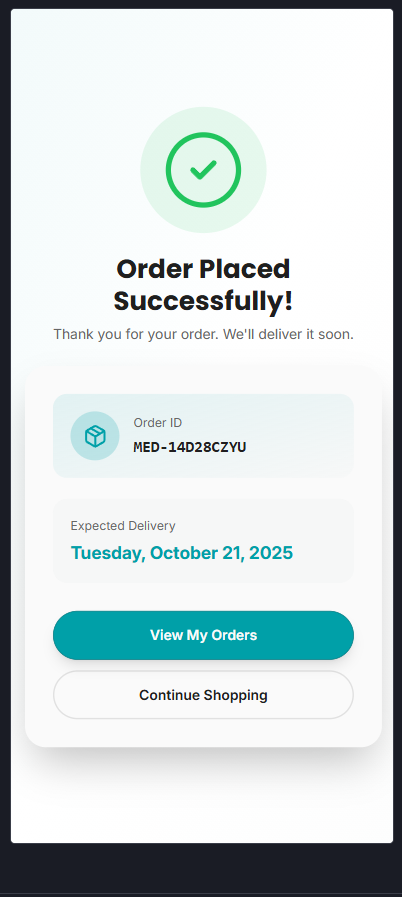 Order Placed
Successfully!
Thank you for your order. We'll deliver it soon.
Order ID
MED-14D28CZYU
Expected Delivery
Tuesday, October 21, 2025
View My Orders
Continue Shopping